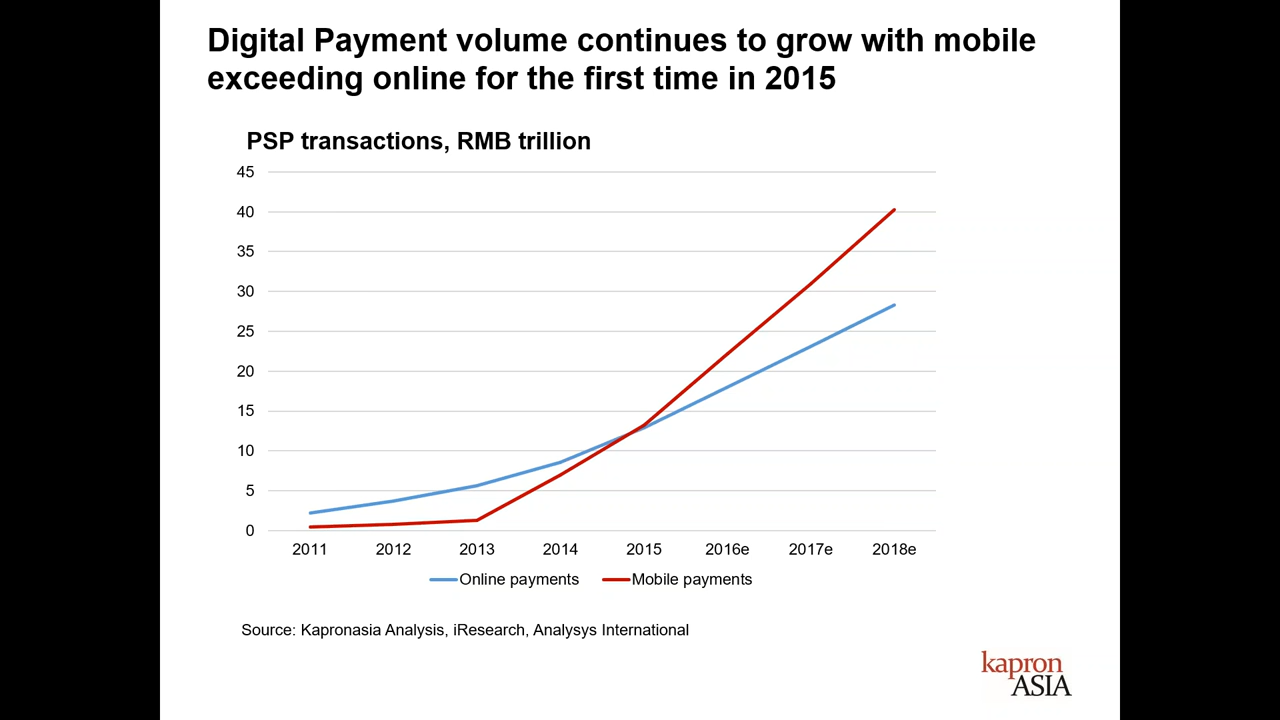 Digital Payment volume continues to grow with mobile
exceeding online for the first time in 2015
PSP transactions, RMB trillion
45
40
35
30
25
20
15
10
5
0
2011 2012 2013 2014 2015 2016e 2017e 2018e
Online payments Mobile payments
Source: Kapronasia Analysis, iResearch, Analysys International
kapron
ASIA